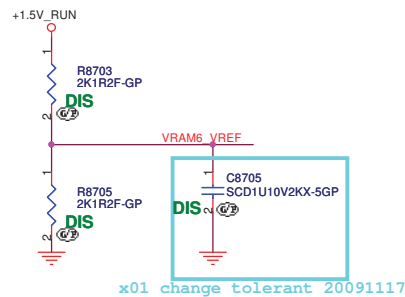 +1.5V_RUN
1
R8703
2K1R2F-GP
DIS
2
G/P
VRAM6_VREF
1
R8705
2K1R2F-GP
DIS
2
G/P
1
C8705
SCD1U10V2KX-5GP
DIS
2
G/P
x01 change tolerant 20091117